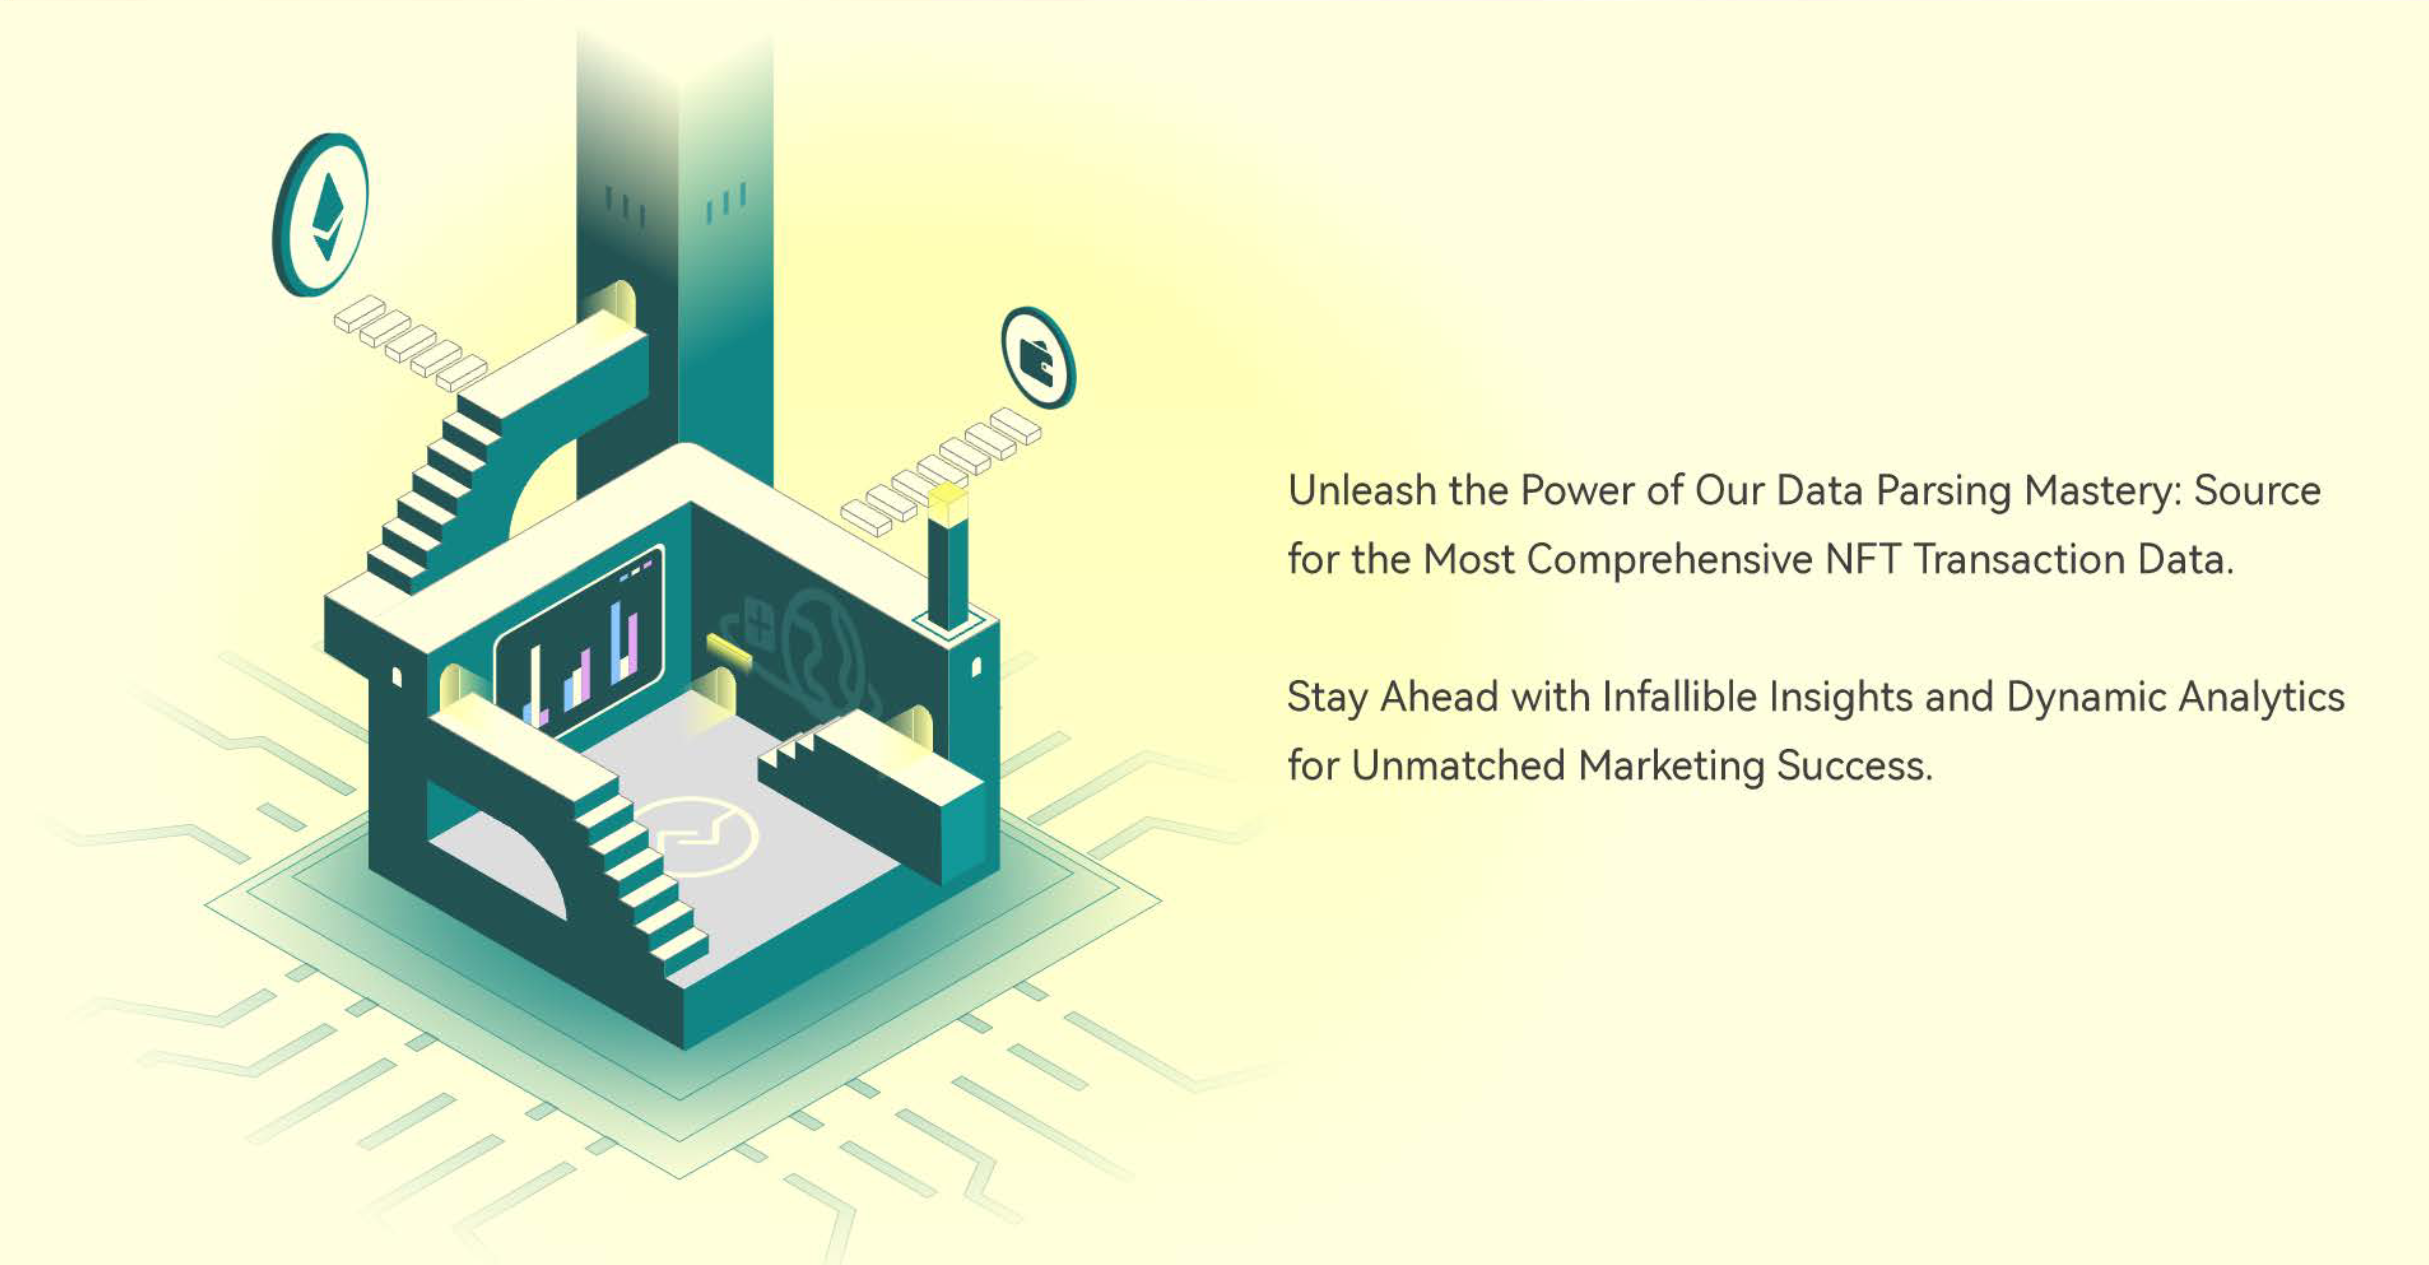 Unleash the Power of Our Data Parsing Mastery: Source
for the Most Comprehensive NFT Transaction Data.
Stay Ahead with Infallible Insights and Dynamic Analytics
for Unmatched Marketing Success.